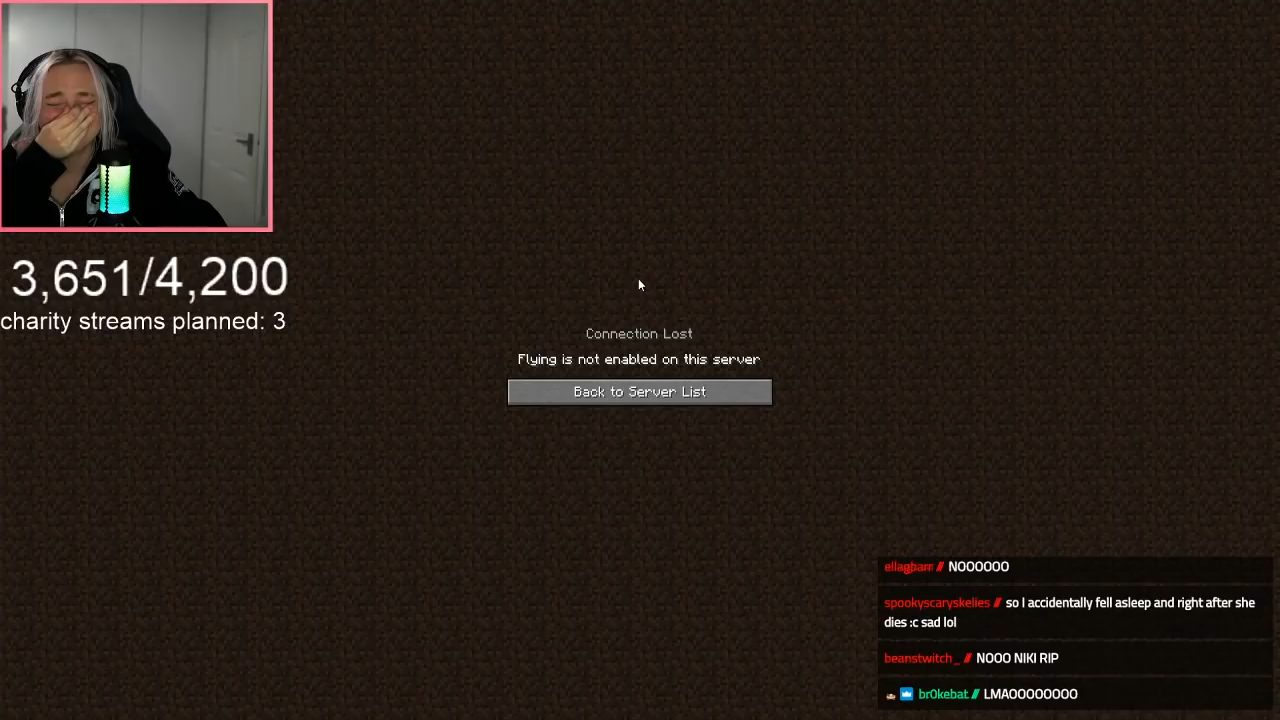 3,651/4,200
charity streams planned: 3
Connection Lost
Flying is not enabled on this server
Back to Server List
ellagbarr // NOOOOOO
spookyscaryskelies // so I accidentally fell asleep and right after she
dies :c sad lol
beanstwitch_ // NOOO NIKI RIP
br0kebat // LMAOOOOOOOO